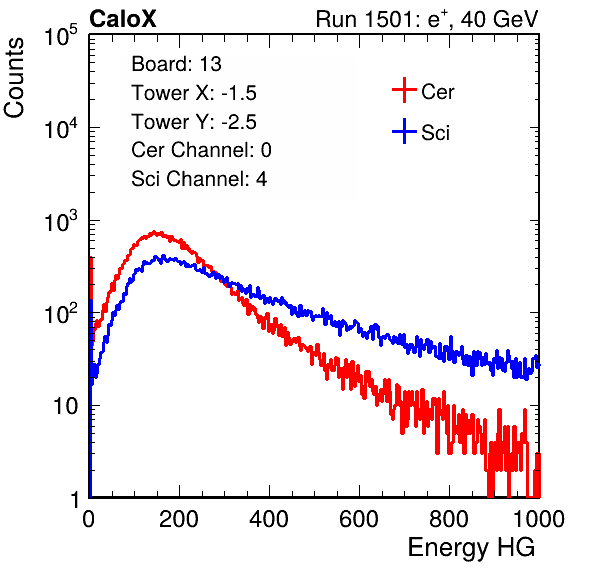 CaloX Run 1501: e⁺, 40 GeV
Counts
10⁵
10⁴
10³
10²
10
1
Board: 13
Tower X: -1.5
Tower Y: -2.5
Cer Channel: 0
Sci Channel: 4
Cer
Sci
0 200 400 600 800 1000
Energy HG